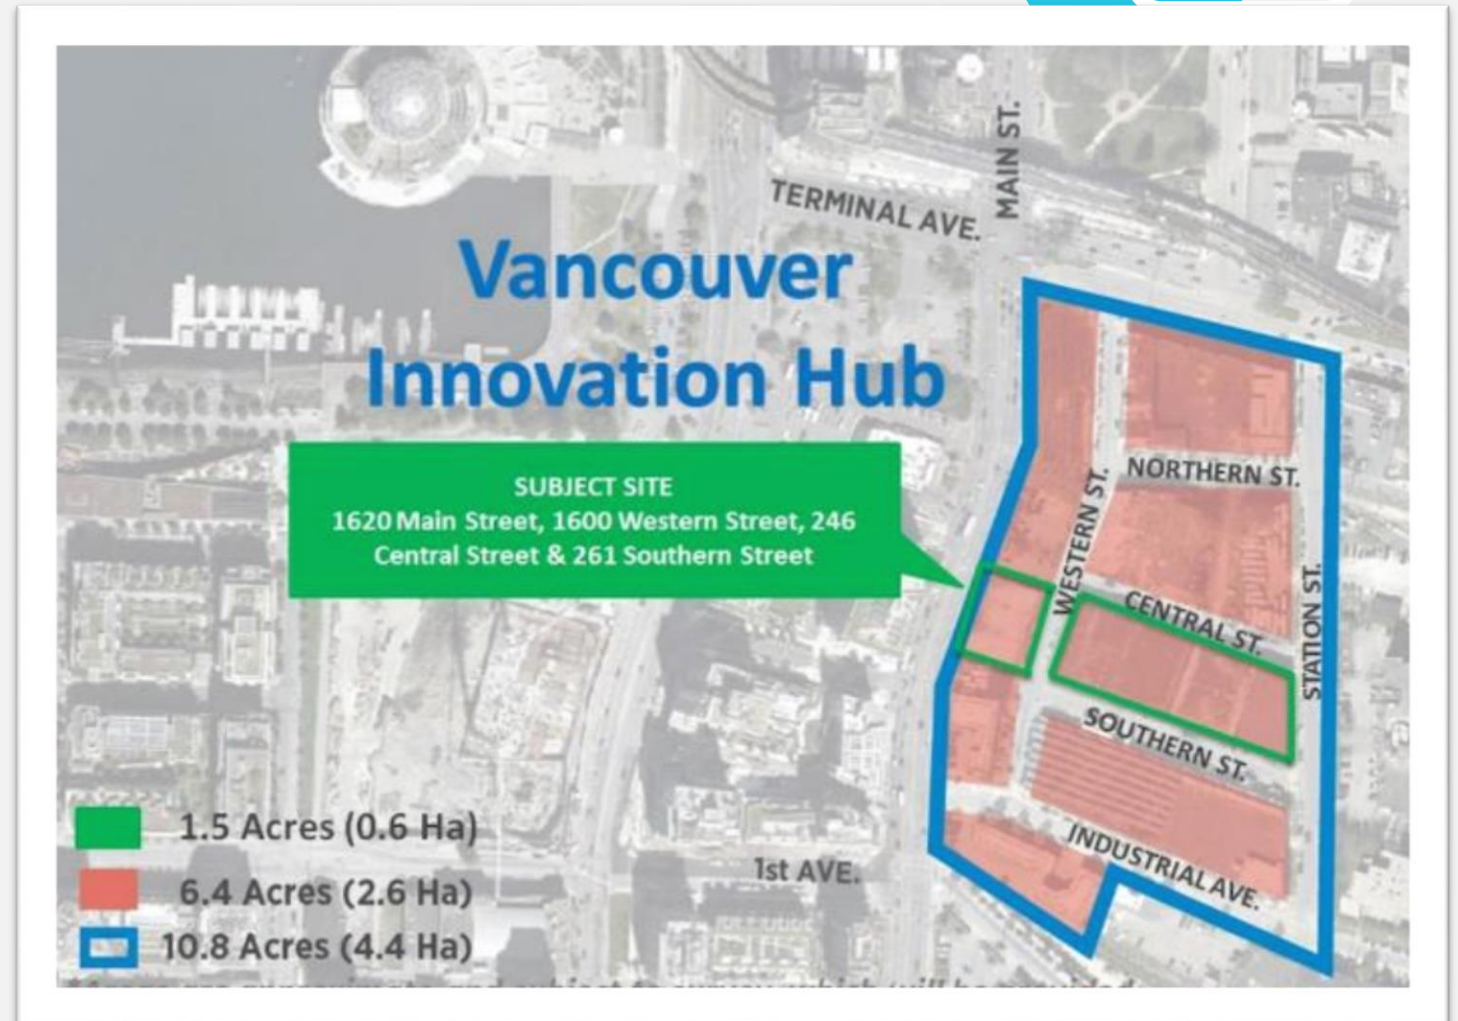 MAIN ST.
TERMINAL AVE.
Vancouver
Innovation Hub
SUBJECT SITE
1620 Main Street, 1600 Western Street, 246
Central Street & 261 Southern Street
NORTHERN ST.
WESTERN ST.
CENTRAL ST.
STATION ST.
SOUTHERN ST.
INDUSTRIAL AVE.
1st AVE.
1.5 Acres (0.6 Ha)
6.4 Acres (2.6 Ha)
10.8 Acres (4.4 Ha)